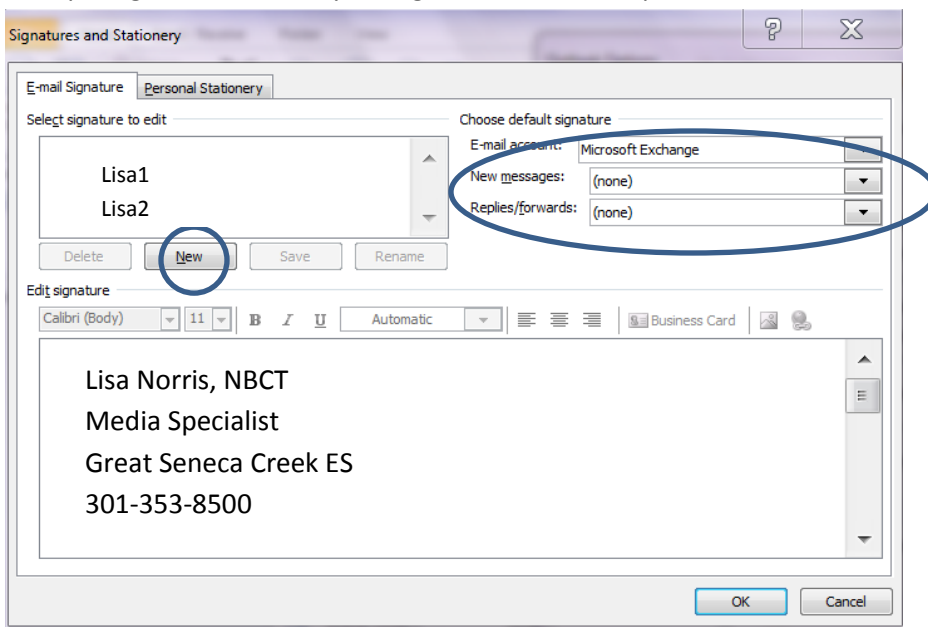 Signatures and Stationery
E-mail Signature Personal Stationery
Select signature to edit
Lisa1
Lisa2
Delete New Save Rename
Choose default signature
E-mail account: Microsoft Exchange
New messages: (none)
Replies/forwards: (none)
Edit signature
Calibri (Body) 11 B I U Automatic Business Card
Lisa Norris, NBCT
Media Specialist
Great Seneca Creek ES
301-353-8500
OK Cancel